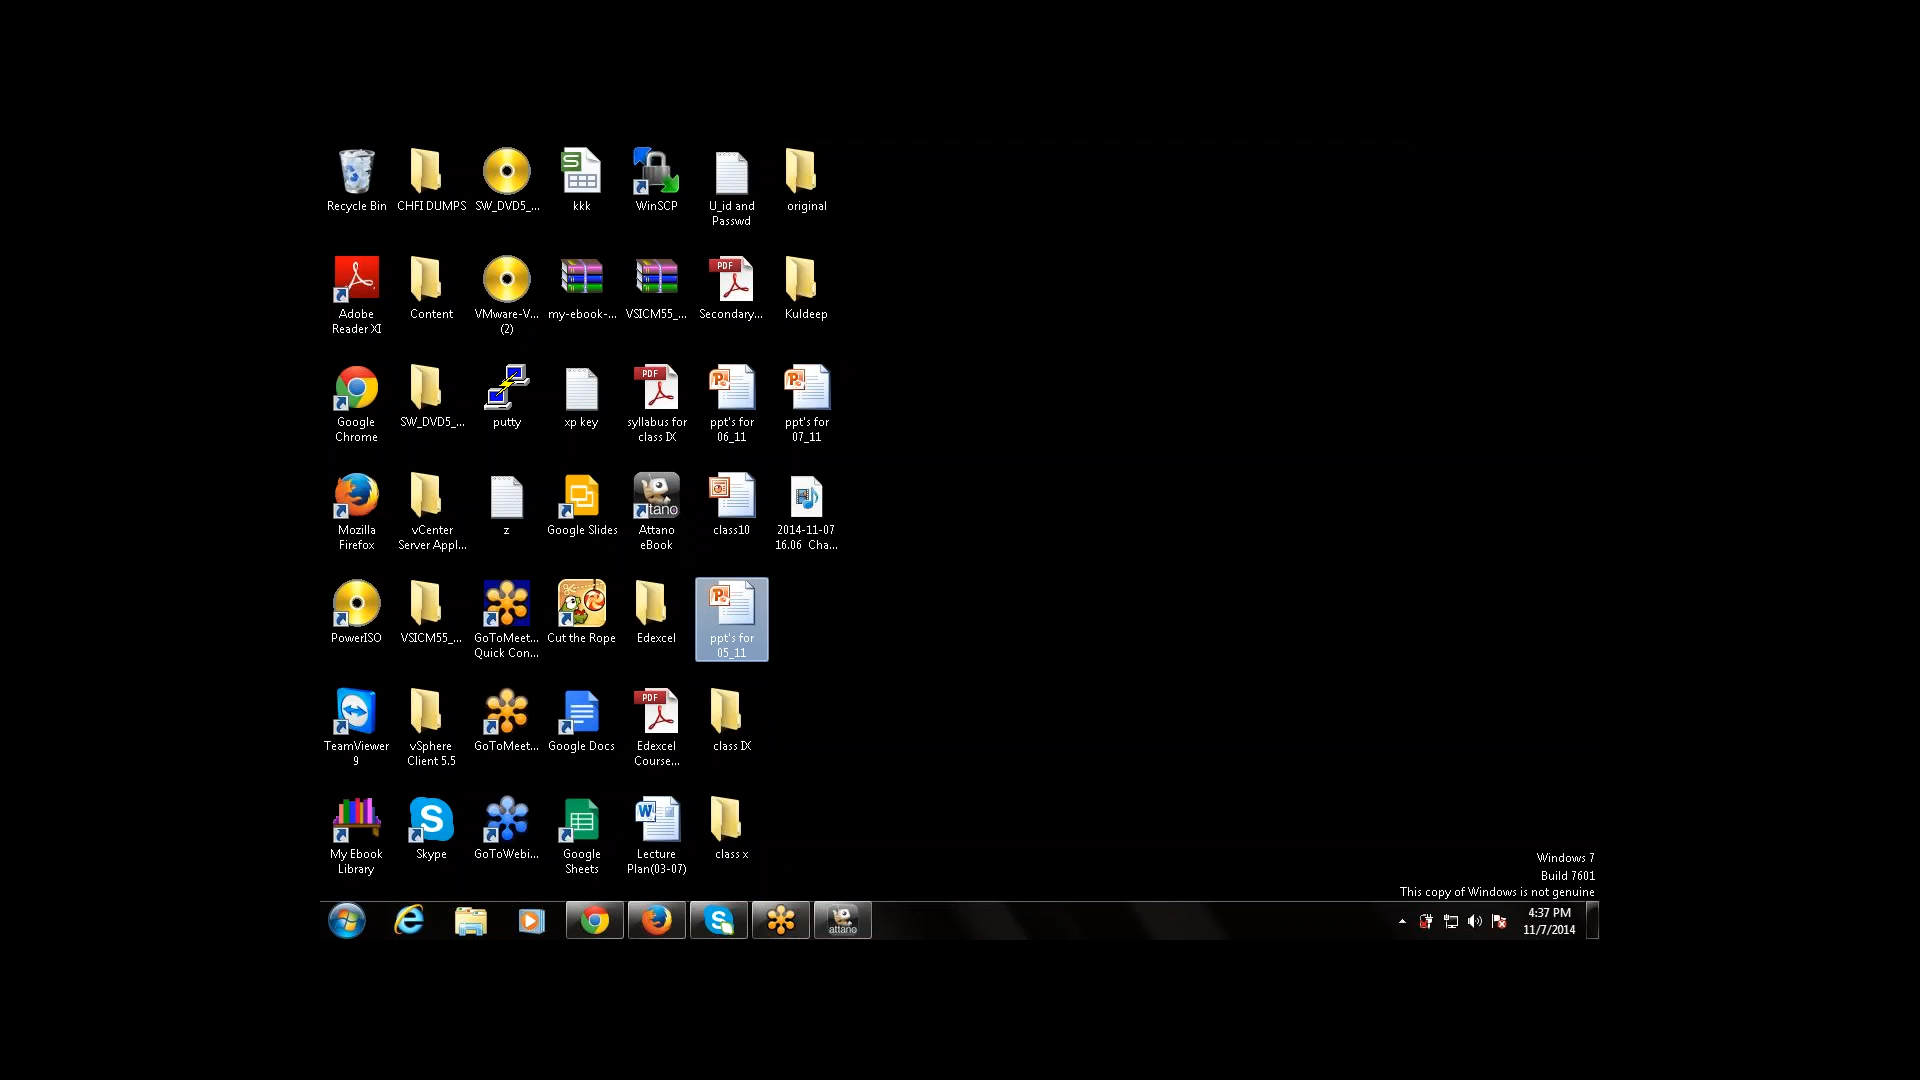 Recycle Bin
CHFI DUMPS
SW_DVD5_...
kkk
WinSCP
U_id and
Passwd
original
Adobe
Reader XI
Content
VMware-V...
(2)
my-ebook-...
VSICM55_...
PDF
Secondary...
Kuldeep
Google
Chrome
SW_DVD5_...
putty
xp key
PDF
syllabus for
class IX
ppt's for
06_11
ppt's for
07_11
Mozilla
Firefox
vCenter
Server Appl...
z
Google Slides
tano
Attano
eBook
class10
2014-11-07
16.06 Cha...
PowerISO
VSICM55_...
GoToMeet...
Quick Con...
Cut the Rope
Edexcel
ppt's for
05_11
TeamViewer
9
vSphere
Client 5.5
GoToMeet...
Google Docs
PDF
Edexcel
Course...
class IX
My Ebook
Library
Skype
GoToWebi...
Google
Sheets
Lecture
Plan(03-07)
class x
Windows 7
Build 7601
This copy of Windows is not genuine
attano
4:37 PM
11/7/2014